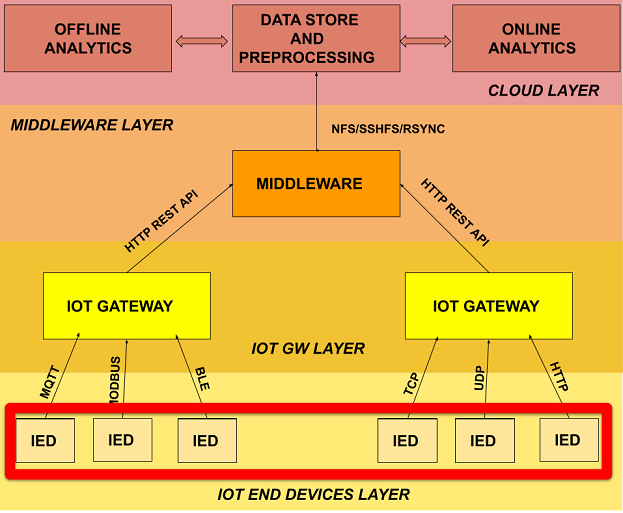 OFFLINE
ANALYTICS
DATA STORE
AND
PREPROCESSING
ONLINE
ANALYTICS
CLOUD LAYER
MIDDLEWARE LAYER
NFS/SSHFS/RSYNC
MIDDLEWARE
HTTP REST API
HTTP REST API
IOT GATEWAY
IOT GATEWAY
IOT GW LAYER
MQTT
MODBUS
BLE
TCP
UDP
HTTP
IED
IED
IED
IED
IED
IED
IOT END DEVICES LAYER